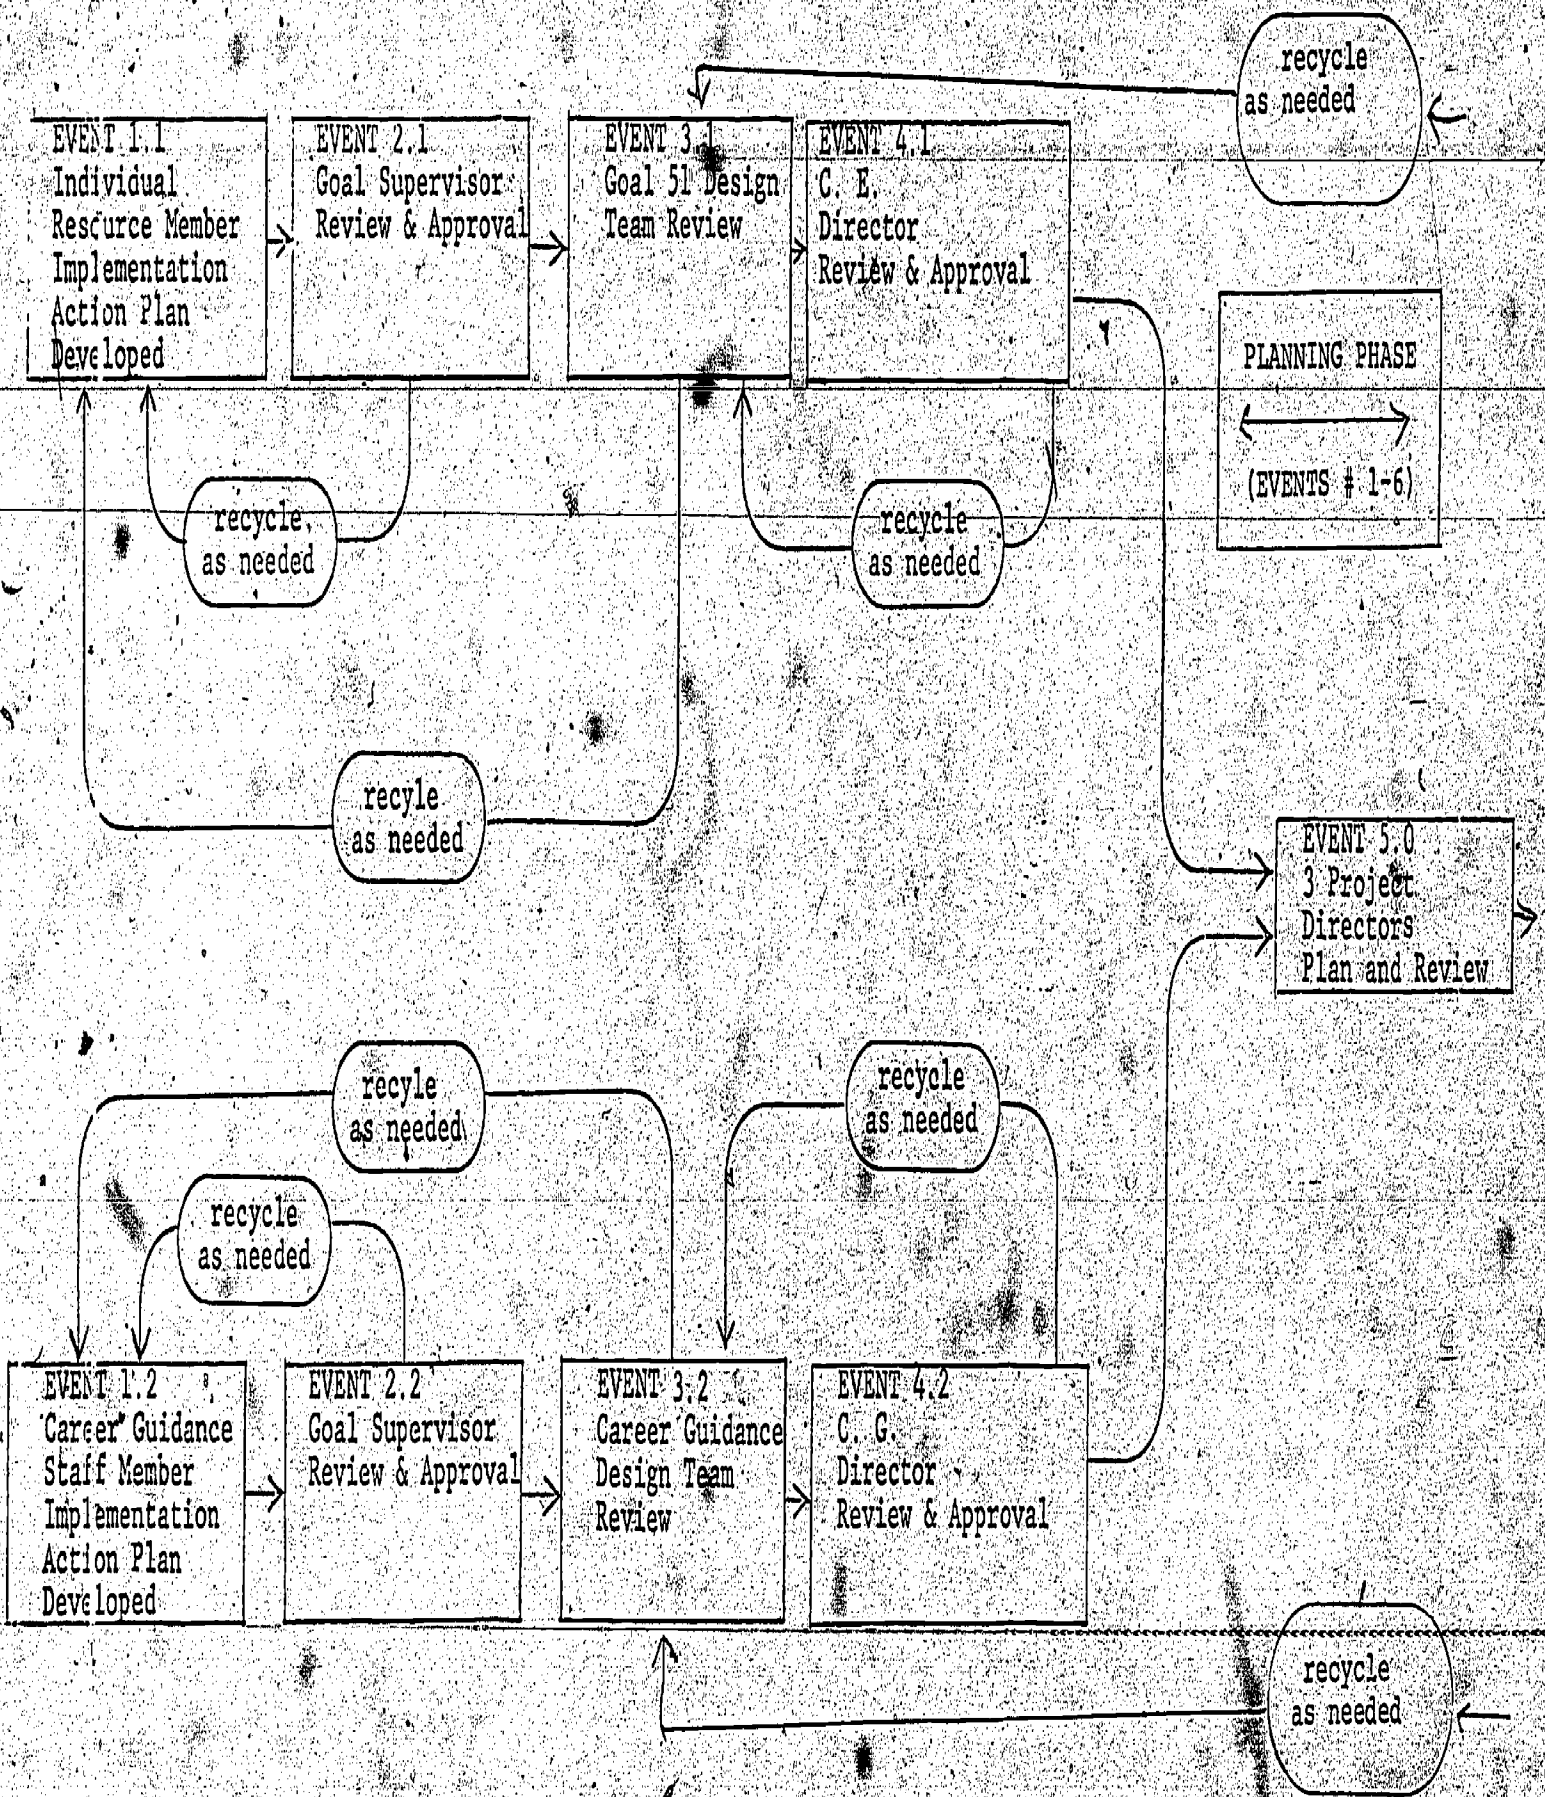 recycle
as needed
EVENT 1.1
Individual
Resource Member
Implementation
Action Plan
Developed
EVENT 2.1
Goal Supervisor
Review & Approval
EVENT 3.1
Goal 51 Design
Team Review
EVENT 4.1
C. E.
Director
Review & Approval
PLANNING PHASE
(EVENTS # 1-6)
recycle
as needed
recycle
as needed
recyle
as needed
EVENT 5.0
3 Project
Directors
Plan and Review
recyle
as needed
recycle
as needed
recycle
as needed
EVENT 1.2
Career Guidance
Staff Member
Implementation
Action Plan
Developed
EVENT 2.2
Goal Supervisor
Review & Approval
EVENT 3.2
Career Guidance
Design Team
Review
EVENT 4.2
C. G.
Director
Review & Approval
recycle
as needed